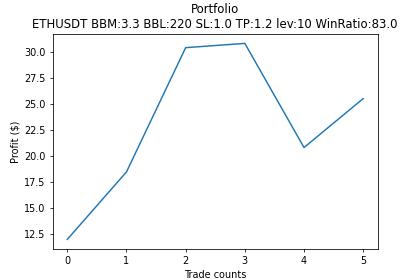 Portfolio
ETHUSDT BBM:3.3 BBL:220 SL:1.0 TP:1.2 lev:10 WinRatio:83.0
30.0
27.5
25.0
22.5
20.0
17.5
15.0
12.5
Profit ($)
0 1 2 3 4 5
Trade counts